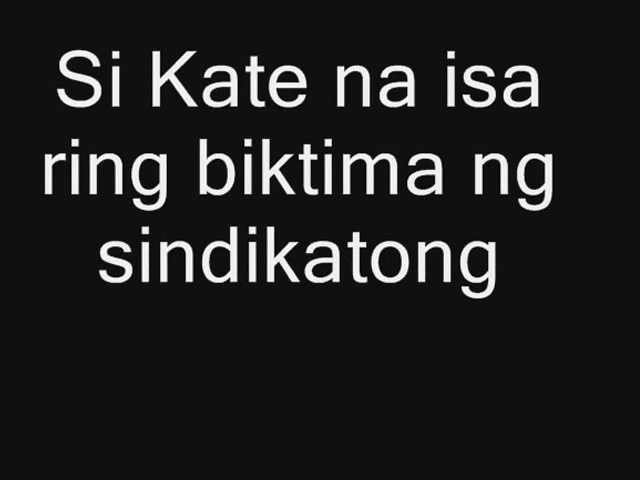 Si Kate na isa
ring biktima ng
sindikatong